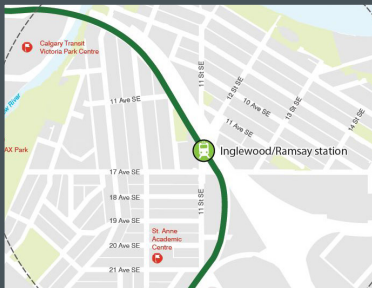 Calgary Transit
Victoria Park Centre
11 St SE
12 St SE
10 Ave SE
13 St SE
11 Ave SE
11 Ave SE
14 St SE
AX Park
Inglewood/Ramsay station
17 Ave SE
18 Ave SE
11 St SE
19 Ave SE
St. Anne
Academic
Centre
20 Ave SE
21 Ave SE